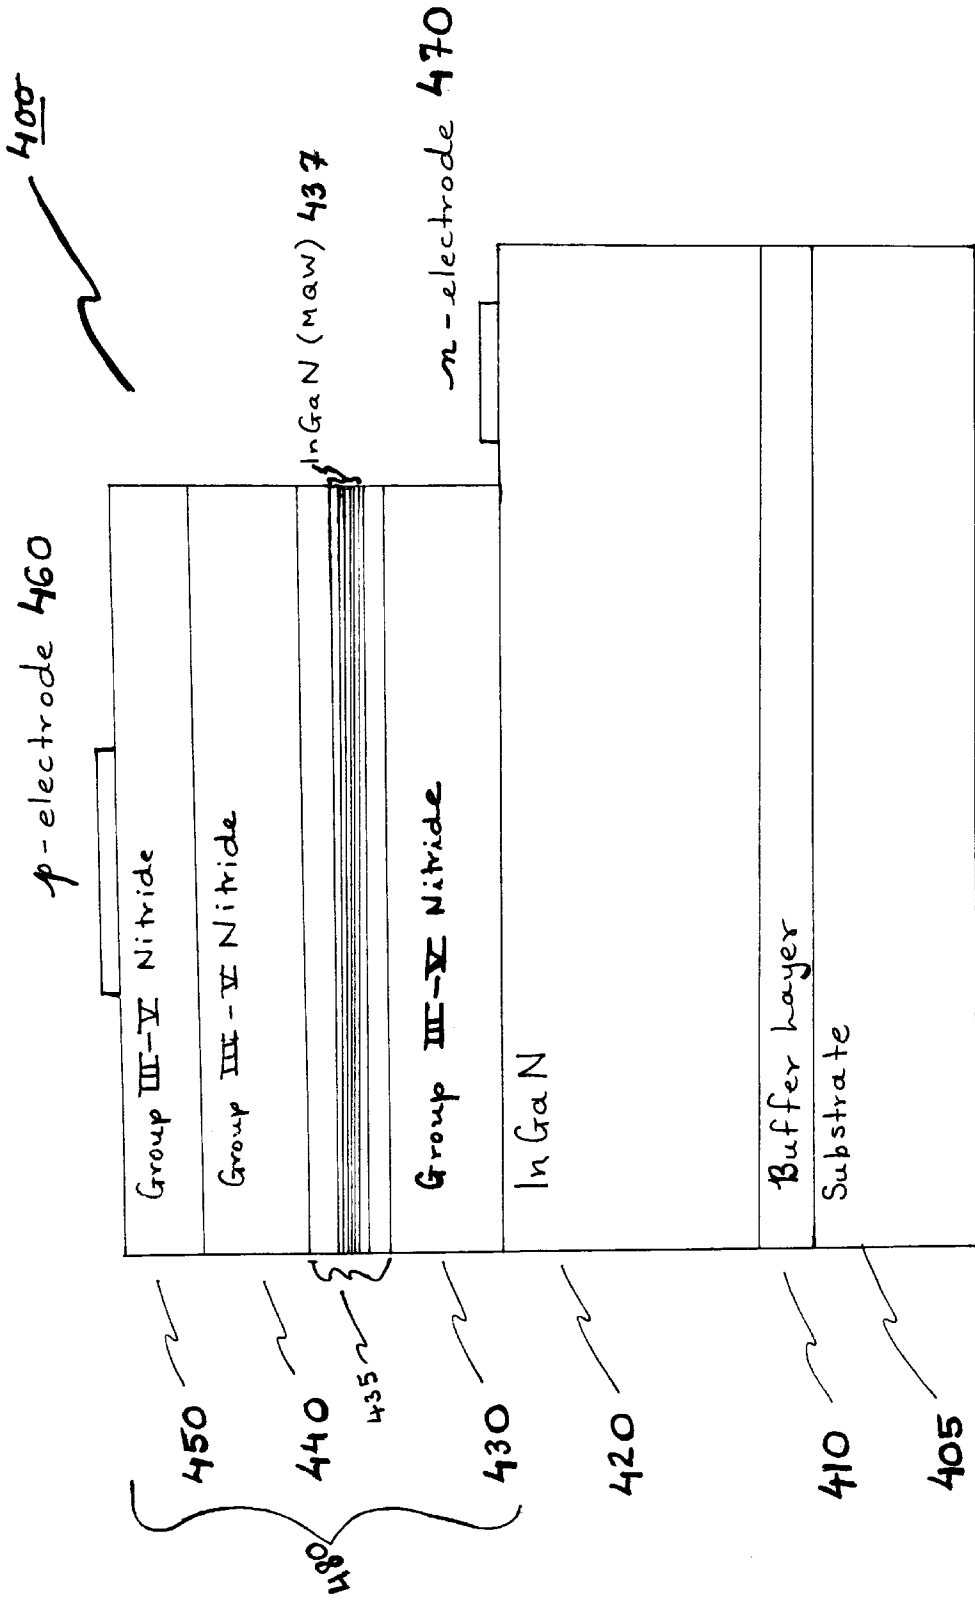 400
p-electrode 460
n-electrode 470
InGaN (MQW) 437
Group III-V Nitride
Group III-V Nitride
Group III-V Nitride
InGaN
Buffer Layer
Substrate
450
440
435
430
480
420
410
405